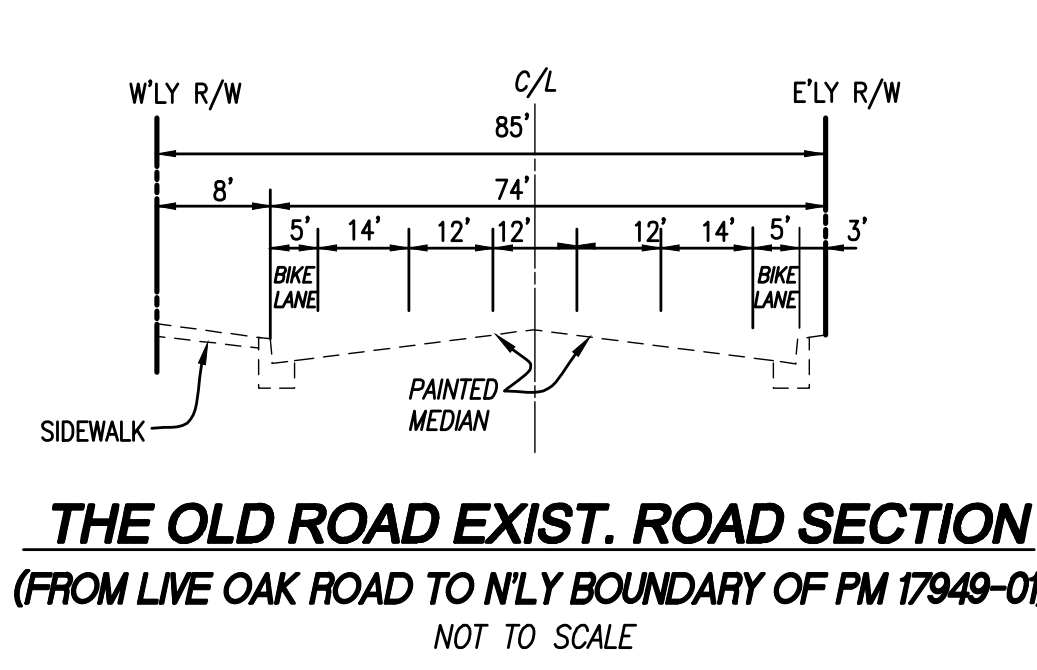 W'LY R/W
C/L
E'LY R/W
85'
8'
74'
5'
14'
12'
12'
12'
14'
5'
3'
BIKE
LANE
BIKE
LANE
PAINTED
MEDIAN
SIDEWALK
THE OLD ROAD EXIST. ROAD SECTION
(FROM LIVE OAK ROAD TO N'LY BOUNDARY OF PM 17949-01)
NOT TO SCALE